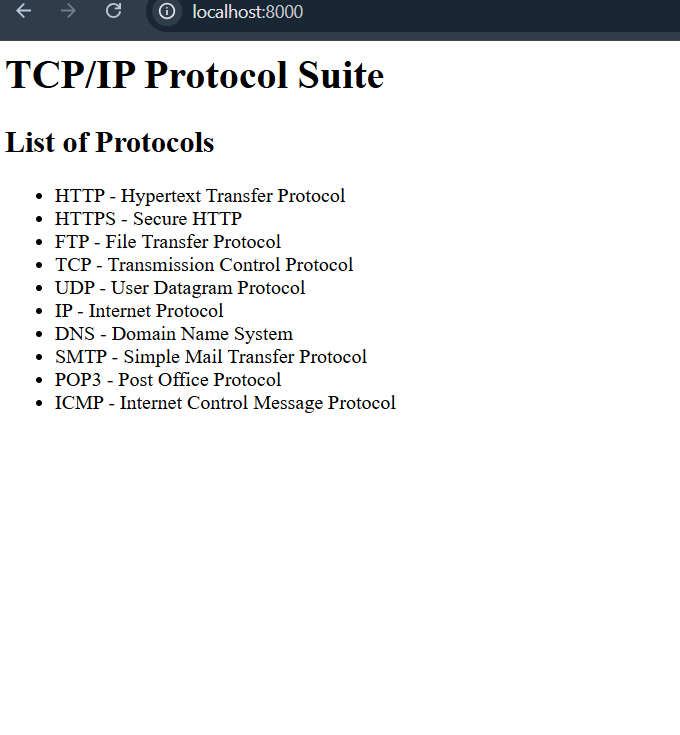 localhost:8000
TCP/IP Protocol Suite
List of Protocols
HTTP - Hypertext Transfer Protocol
HTTPS - Secure HTTP
FTP - File Transfer Protocol
TCP - Transmission Control Protocol
UDP - User Datagram Protocol
IP - Internet Protocol
DNS - Domain Name System
SMTP - Simple Mail Transfer Protocol
POP3 - Post Office Protocol
ICMP - Internet Control Message Protocol